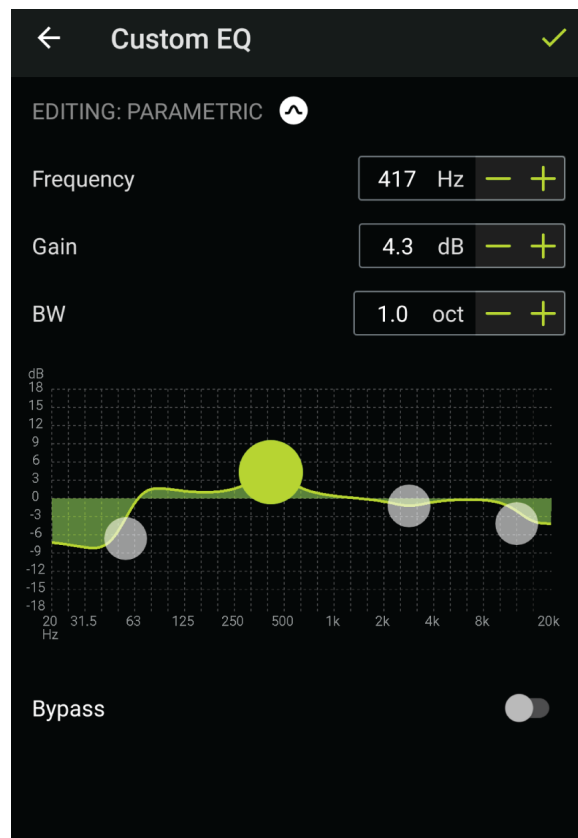 Custom EQ
EDITING: PARAMETRIC
Frequency 417 Hz − +
Gain 4.3 dB − +
BW 1.0 oct − +
dB
18
15
12
9
6
3
0
-3
-6
-9
-12
-15
-18
20 31.5 63 125 250 500 1k 2k 4k 8k 20k
Hz
Bypass